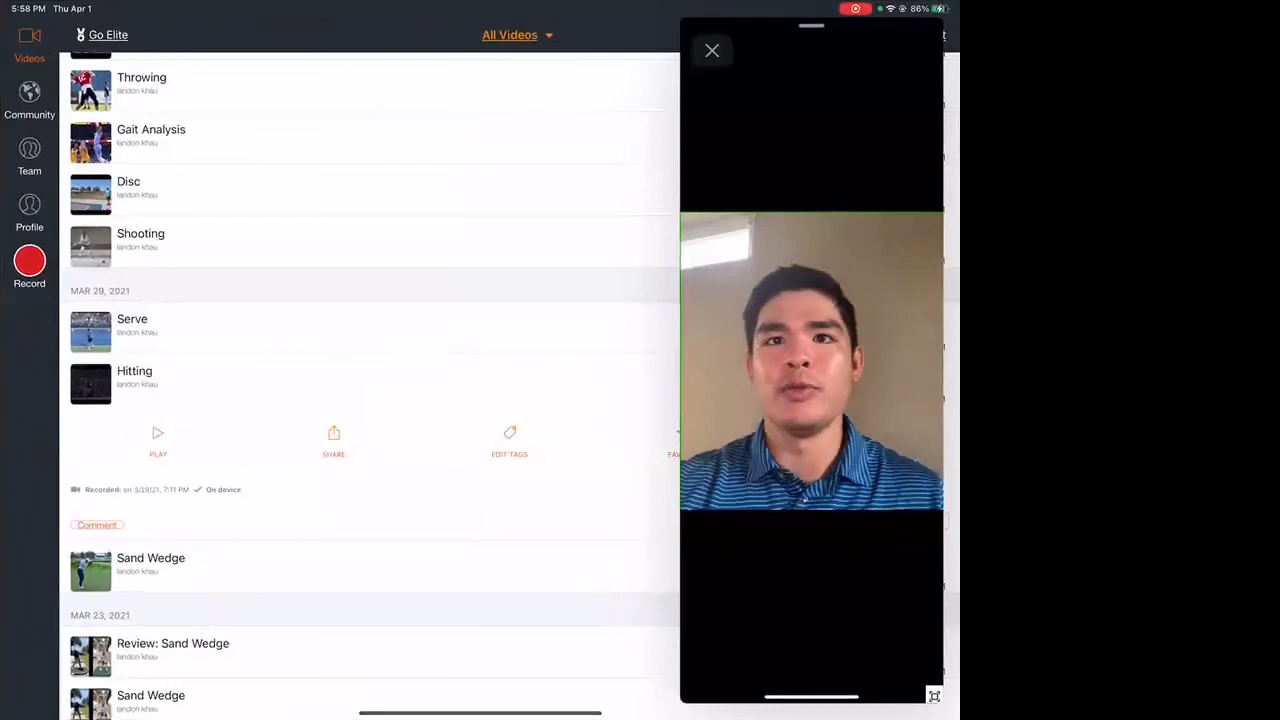 5:58 PM Thu Apr 1
86%
Go Elite
All Videos
Videos
Community
Team
Profile
Record
Throwing
landon khau
Gait Analysis
landon khau
Disc
landon khau
Shooting
landon khau
MAR 29, 2021
Serve
landon khau
Hitting
landon khau
PLAY
SHARE
EDIT TAGS
FAV
Recorded: on 3/29/21, 7:11 PM
On device
Comment
Sand Wedge
landon khau
MAR 23, 2021
Review: Sand Wedge
landon khau
Sand Wedge
landon khau